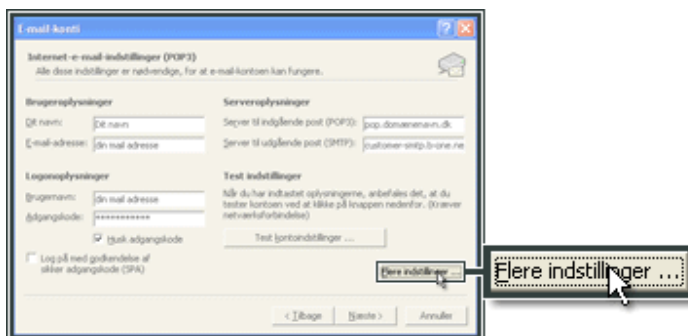 E-mail-konti
Internet-e-mail-indstillinger (POP3)
Alle disse indstillinger er nødvendige, for at e-mail-kontoen kan fungere.
Brugeroplysninger
Dit navn: Dit navn
E-mail-adresse: din mail adresse
Serveroplysninger
Server til indgående post (POP3): pop.domænenavn.dk
Server til udgående post (SMTP): customer-smtp.b-one.ne
Logonoplysninger
Brugernavn: din mail adresse
Adgangskode: ***********
Husk adgangskode
Log på med godkendelse af
sikker adgangskode (SPA)
Test indstillinger
Når du har indtastet oplysningerne, anbefales det, at du
tester kontoen ved at klikke på knappen nedenfor. (Kræver
netværksforbindelse)
Test kontoindstillinger ...
Flere indstillinger ...
Flere indstillinger ...
< Tilbage Næste > Annuller